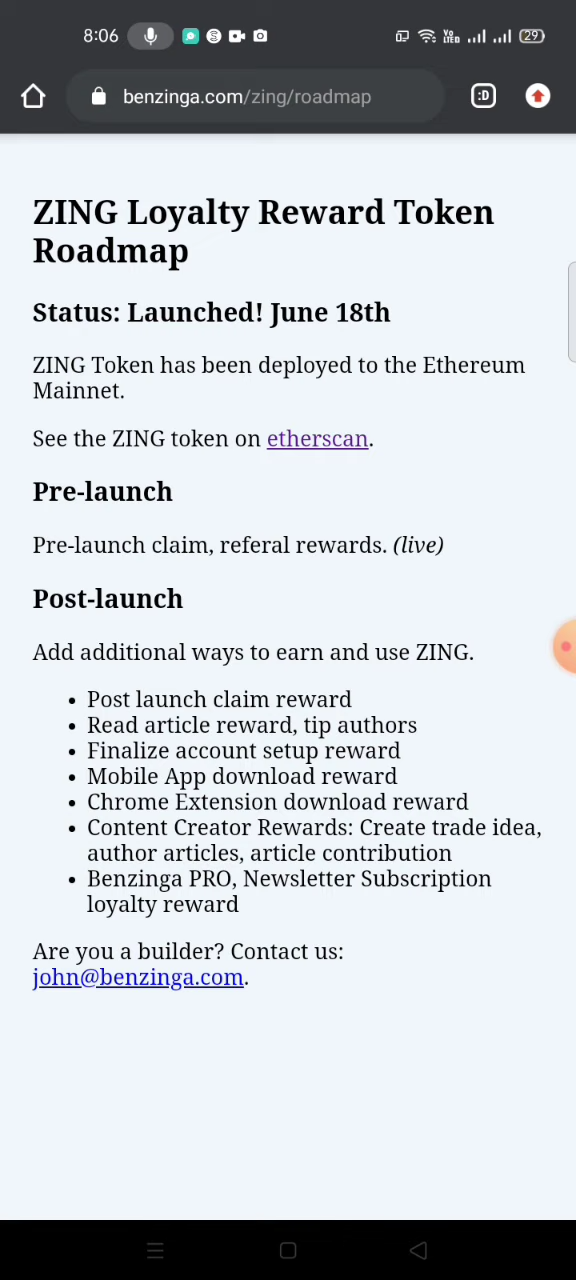 8:06
Vo
LTE
29
benzinga.com/zing/roadmap
:D
ZING Loyalty Reward Token
Roadmap
Status: Launched! June 18th
ZING Token has been deployed to the Ethereum
Mainnet.
See the ZING token on etherscan.
Pre-launch
Pre-launch claim, referal rewards. (live)
Post-launch
Add additional ways to earn and use ZING.
• Post launch claim reward
• Read article reward, tip authors
• Finalize account setup reward
• Mobile App download reward
• Chrome Extension download reward
• Content Creator Rewards: Create trade idea,
author articles, article contribution
• Benzinga PRO, Newsletter Subscription
loyalty reward
Are you a builder? Contact us:
john@benzinga.com.